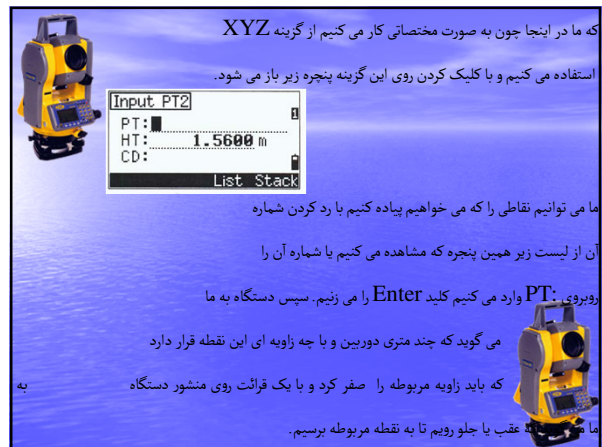 که ما در اینجا چون به صورت مختصاتی کار می کنیم از گزینه XYZ
استفاده می کنیم و با کلیک کردن روی این گزینه پنچره زیر باز می شود.
Input PT2
1
PT:
HT: 1.5600 m
CD:
List Stack
ما می توانیم نقاطی را که می خواهیم پیاده کنیم با رد کردن شماره
آن از لیست زیر همین پنجره که مشاهده می کنیم یا شماره آن را
روبروی PT: وارد می کنیم کلید Enter را می زنیم. سپس دستگاه به ما
می گوید که چند متری دوربین و با چه زاویه ای این نقطه قرار دارد
که باید زاویه مربوطه را صفر کرد و با یک قرائت روی منشور دستگاه به
ما عقب یا جلو رویم تا به نقطه مربوطه برسیم.